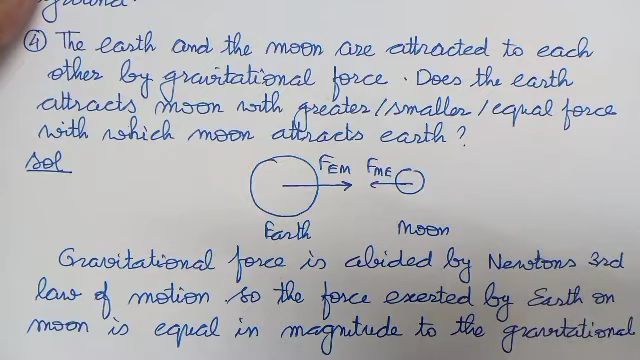 ground.
④ The earth and the moon are attracted to each
other by gravitational force. Does the earth
attracts moon with greater/smaller/equal force
with which moon attracts earth?
Sol
FEM FME
Earth Moon
Gravitational force is abided by Newtons 3rd
law of motion so the force exerted by Earth on
moon is equal in magnitude to the gravitational